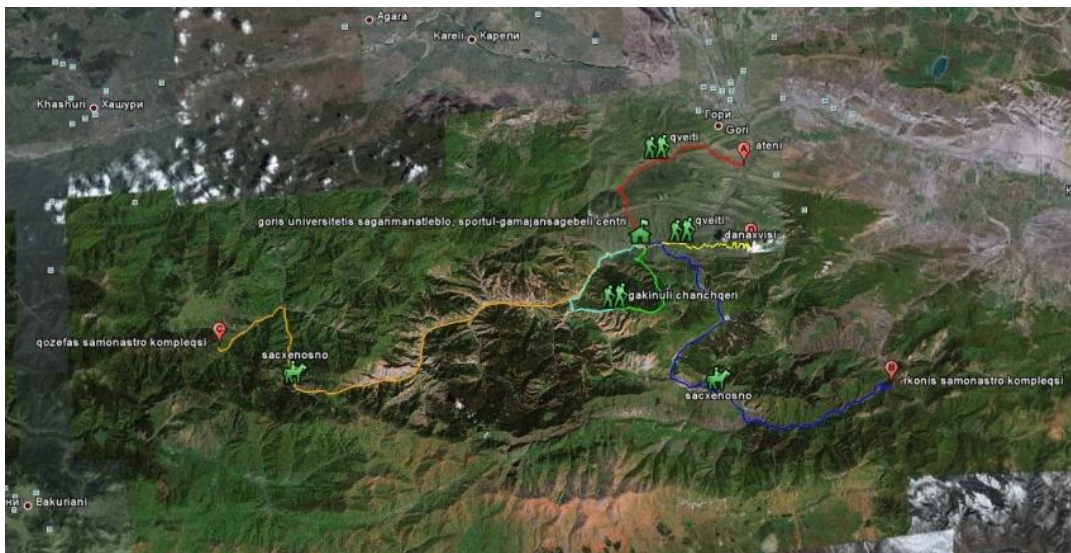 Agara
Kareli Карели
Khashuri Хашури
Гори
Gori
qveiti
A
ateni
goris universitetis saganmanatleblo, sportul-gamajansagebeli centri
qveiti
danaxvisi
gakinuli chanchqeri
C
qozefas samonastro kompleqsi
sacxenosno
B
rkonis samonastro kompleqsi
sacxenosno
ни Bakuriani